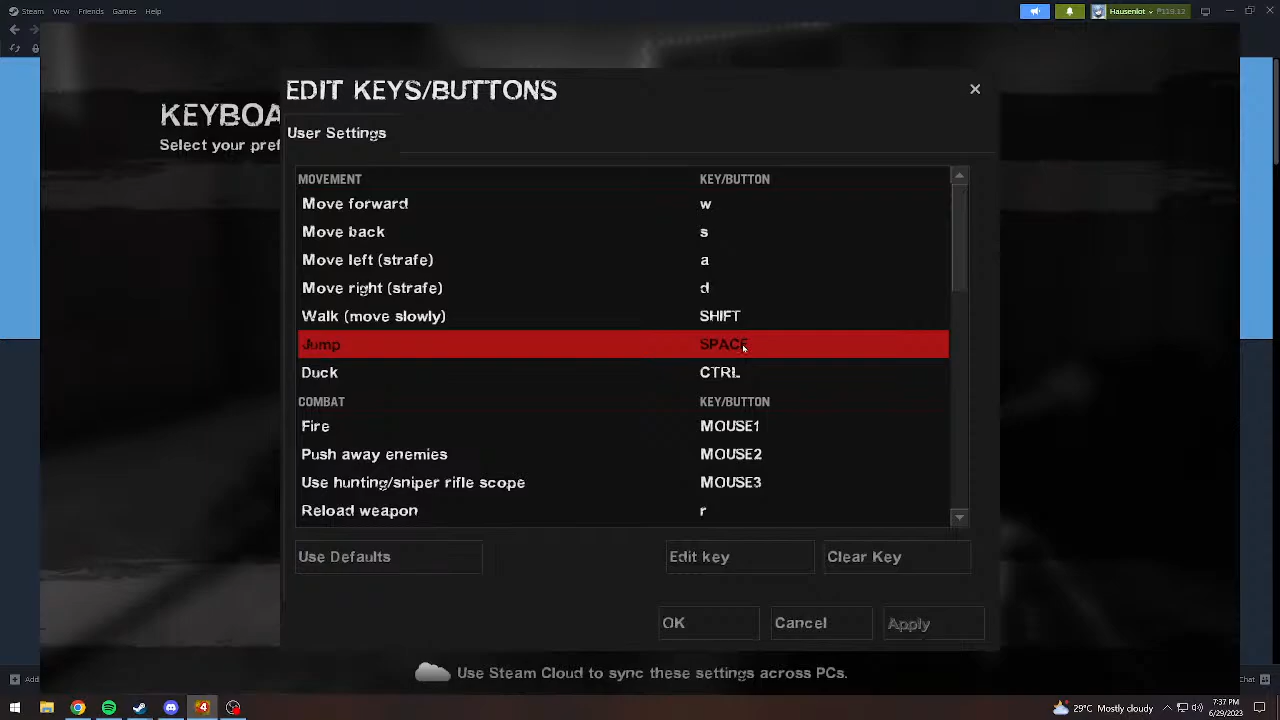 Steam View Friends Games Help
Hausenlot
EDIT KEYS/BUTTONS
User Settings
KEYBOA
Select your pref
MOVEMENT KEY/BUTTON
Move forward w
Move back s
Move left (strafe) a
Move right (strafe) d
Walk (move slowly) SHIFT
Jump SPACE
Duck CTRL
COMBAT KEY/BUTTON
Fire MOUSE1
Push away enemies MOUSE2
Use hunting/sniper rifle scope MOUSE3
Reload weapon r
Use Defaults Edit key Clear Key
OK Cancel Apply
Use Steam Cloud to sync these settings across PCs.
29°C Mostly cloudy
7:37 PM
6/29/2023